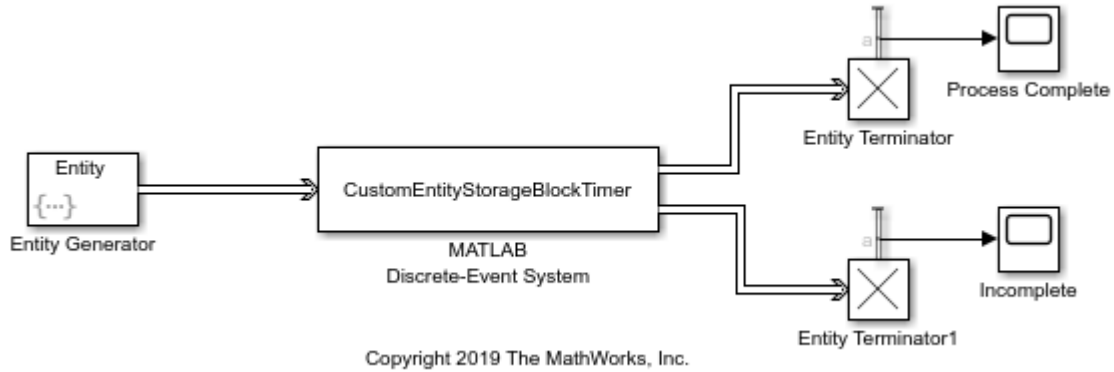 a
Process Complete
Entity Terminator
Entity
{...}
Entity Generator
CustomEntityStorageBlockTimer
MATLAB
Discrete-Event System
a
Incomplete
Entity Terminator1
Copyright 2019 The MathWorks, Inc.